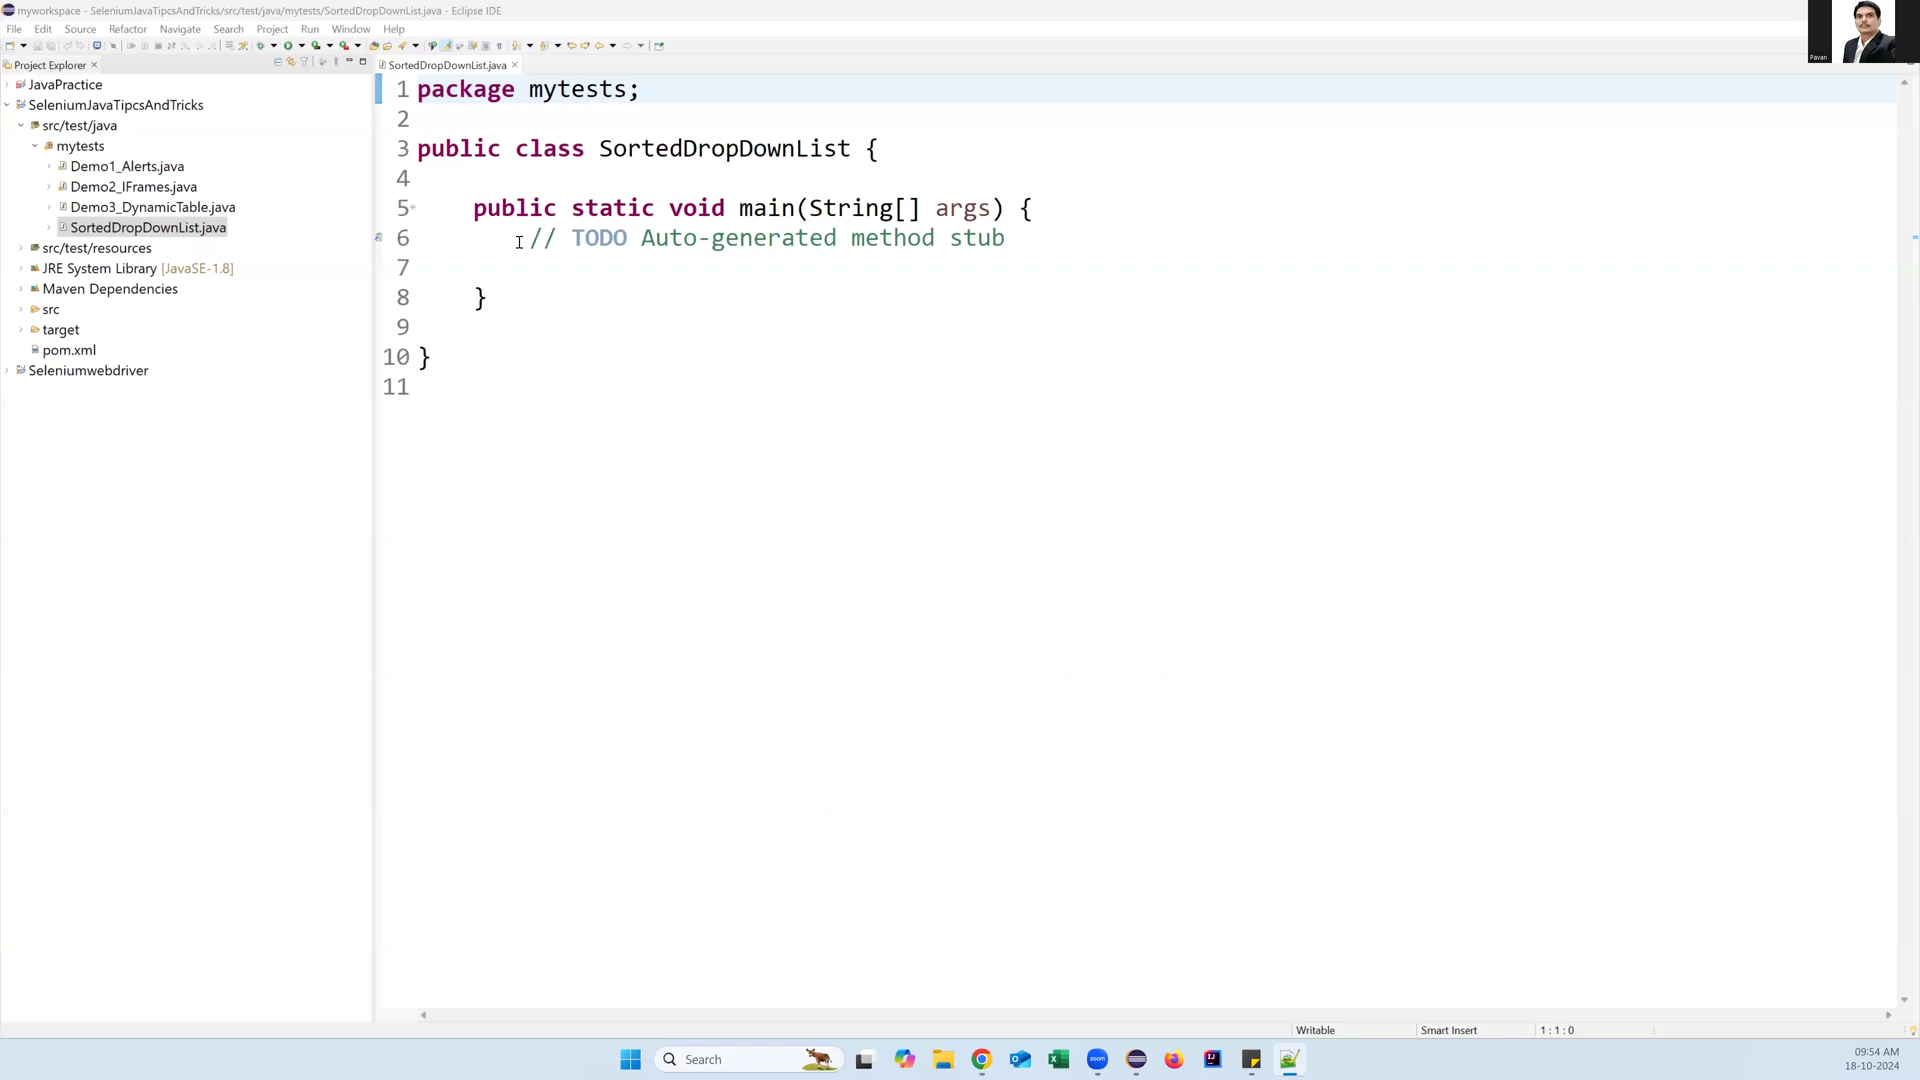 myworkspace - SeleniumJavaTipcsAndTricks/src/test/java/mytests/SortedDropDownList.java - Eclipse IDE
File Edit Source Refactor Navigate Search Project Run Window Help
Pavan
Project Explorer
SortedDropDownList.java
JavaPractice
SeleniumJavaTipcsAndTricks
src/test/java
mytests
Demo1_Alerts.java
Demo2_IFrames.java
Demo3_DynamicTable.java
SortedDropDownList.java
src/test/resources
JRE System Library [JavaSE-1.8]
Maven Dependencies
src
target
pom.xml
Seleniumwebdriver
1 package mytests;
2
3 public class SortedDropDownList {
4
5 public static void main(String[] args) {
6 // TODO Auto-generated method stub
7
8 }
9
10 }
11
Writable Smart Insert 1 : 1 : 0
Search
zoom
09:54 AM
18-10-2024